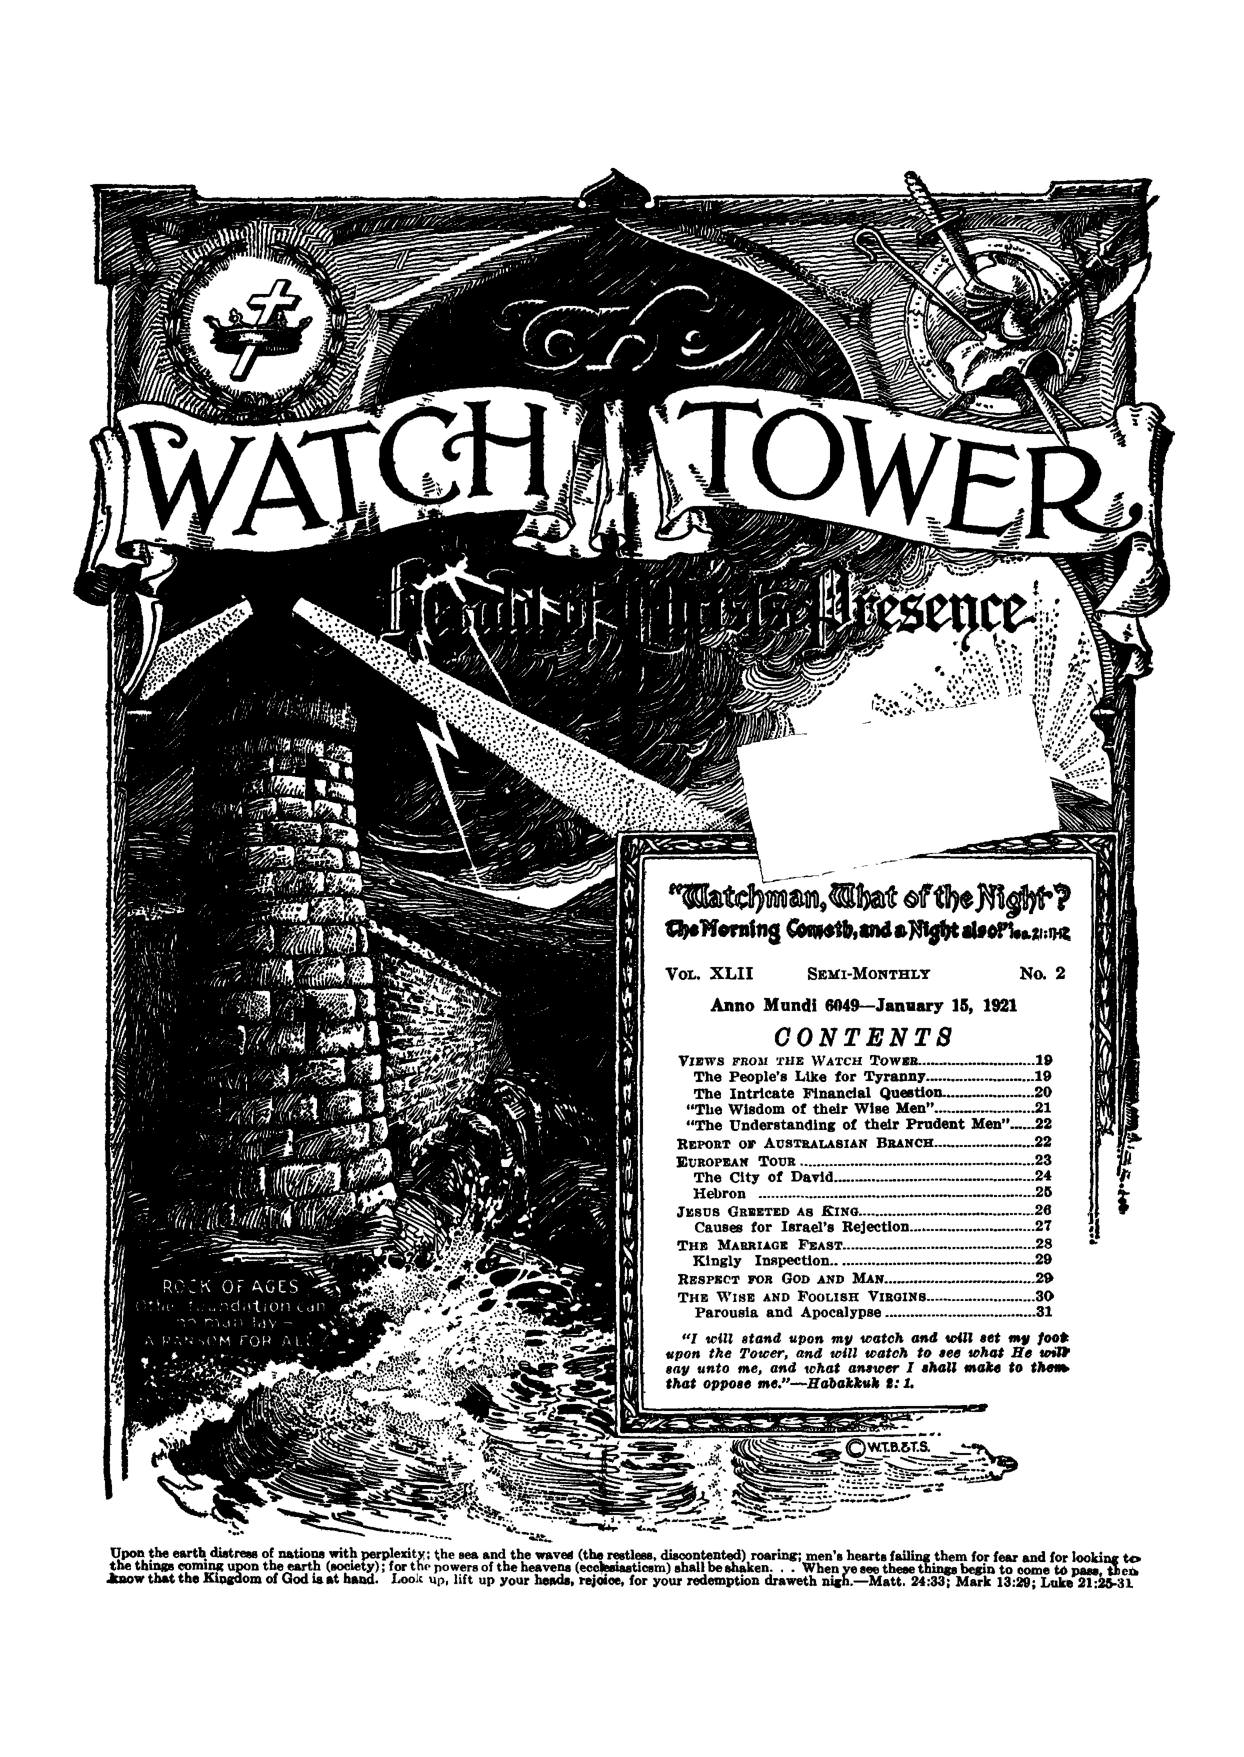 The
WATCH TOWER
Herald of Christ's Presence
"Watchman, What of the Night"?
The Morning Cometh, and a Night also!" Isa. 21:11-12
VOL. XLII SEMI-MONTHLY No. 2
Anno Mundi 6049—January 15, 1921
CONTENTS
VIEWS FROM THE WATCH TOWER..............................19
The People's Like for Tyranny............................19
The Intricate Financial Question........................20
"The Wisdom of their Wise Men"..........................21
"The Understanding of their Prudent Men"......22
REPORT OF AUSTRALASIAN BRANCH..........................22
EUROPEAN TOUR ............................................................23
The City of David...................................................24
Hebron .....................................................................25
JESUS GREETED AS KING.............................................26
Causes for Israel's Rejection................................27
THE MARRIAGE FEAST..................................................28
Kingly Inspection.. ................................................29
RESPECT FOR GOD AND MAN.......................................29
THE WISE AND FOOLISH VIRGINS...........................30
Parousia and Apocalypse ......................................31
"I will stand upon my watch and will set my foot
upon the Tower, and will watch to see what He will
say unto me, and what answer I shall make to them
that oppose me."—Habakkuk 2:1.
ROCK OF AGES
Other foundation can
no man lay—
A RANSOM FOR ALL
©W.T.B.&T.S.
Upon the earth distress of nations with perplexity; the sea and the waves (the restless, discontented) roaring; men's hearts failing them for fear and for looking to
the things coming upon the earth (society); for the powers of the heavens (ecclesiasticsm) shall be shaken. . . When ye see these things begin to come to pass, then
know that the Kingdom of God is at hand. Look up, lift up your heads, rejoice, for your redemption draweth nigh.—Matt. 24:33; Mark 13:29; Luke 21:25-31